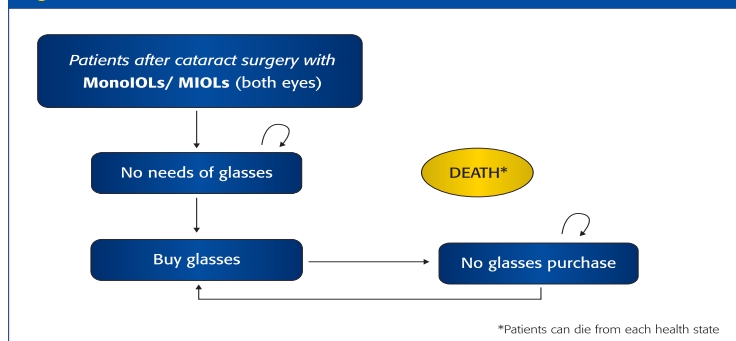 Patients after cataract surgery with
MonoIOLs/ MIOLs (both eyes)
No needs of glasses
DEATH*
Buy glasses
No glasses purchase
*Patients can die from each health state